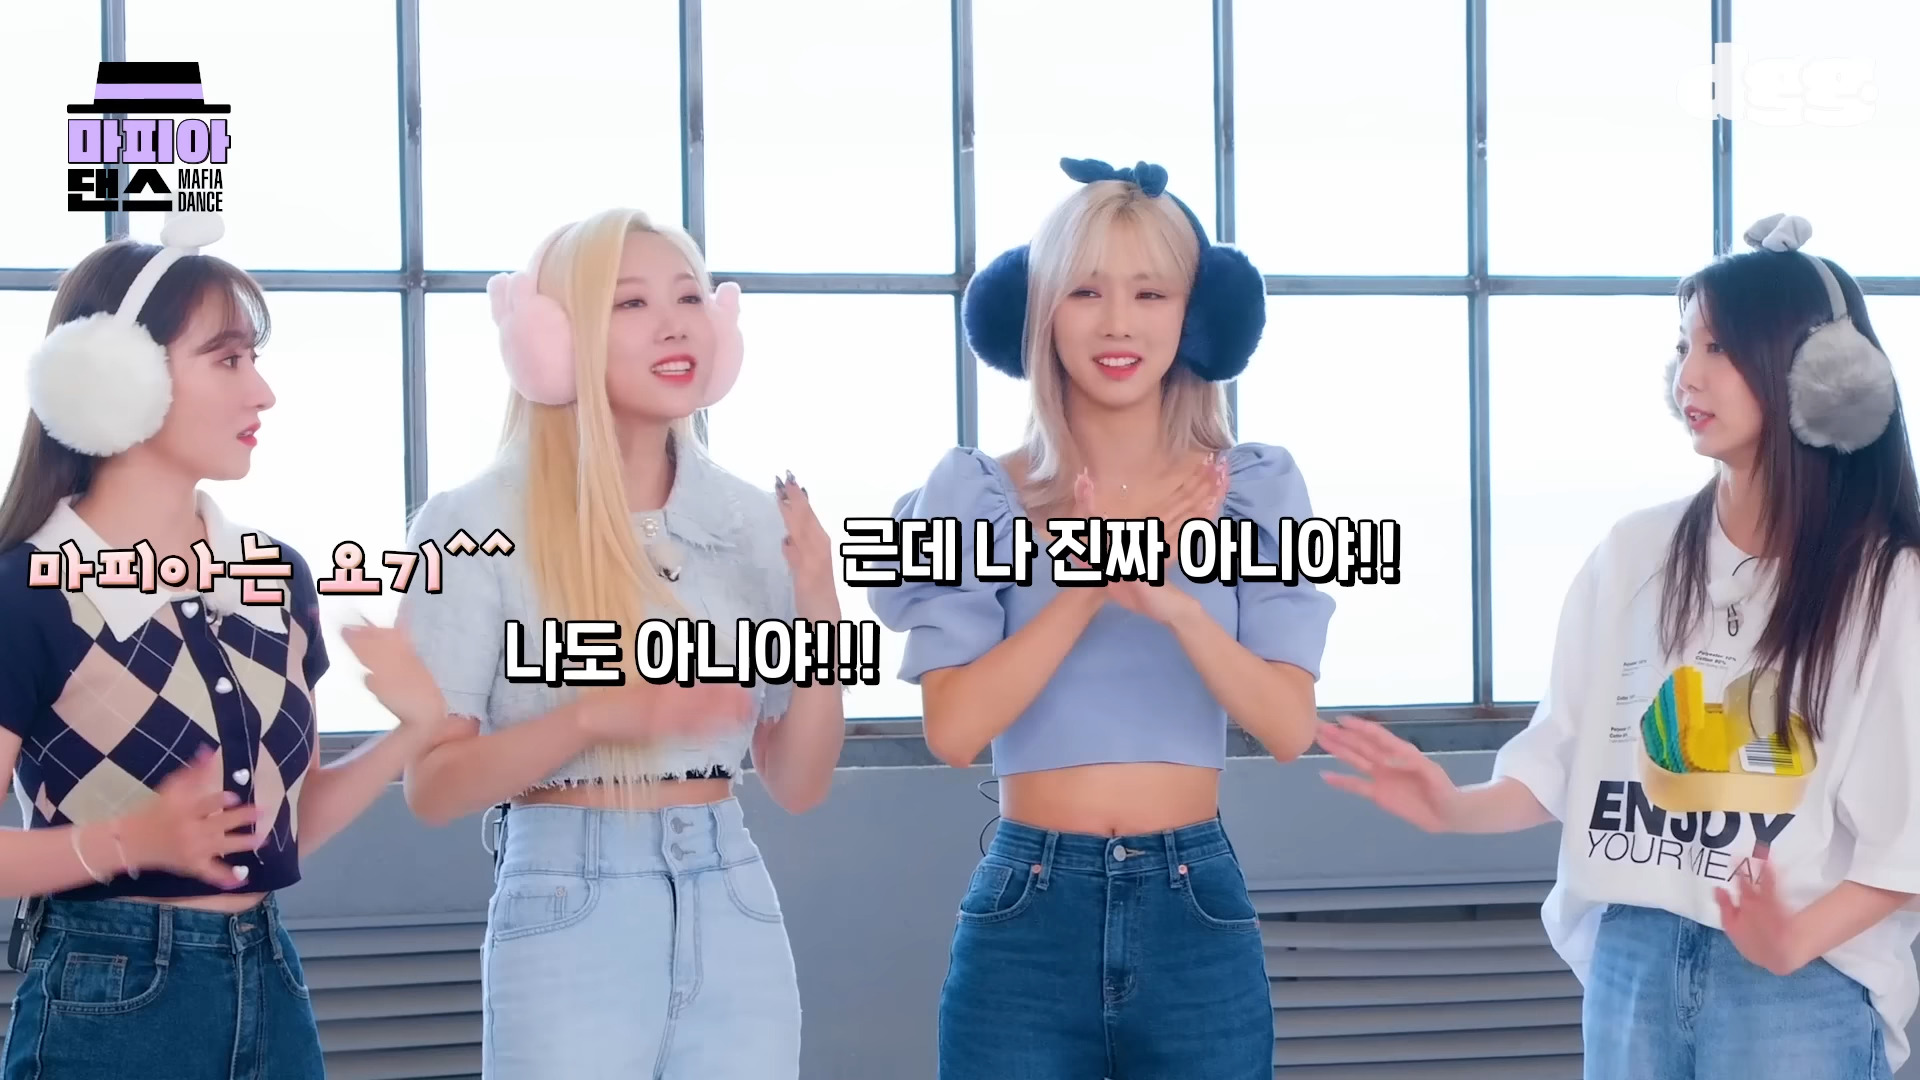 마피아
댄스 MAFIA
DANCE
dgg
마피아는 요기^^
나도 아니야!!!
근데 나 진짜 아니야!!
ENJOY
YOUR MEAL